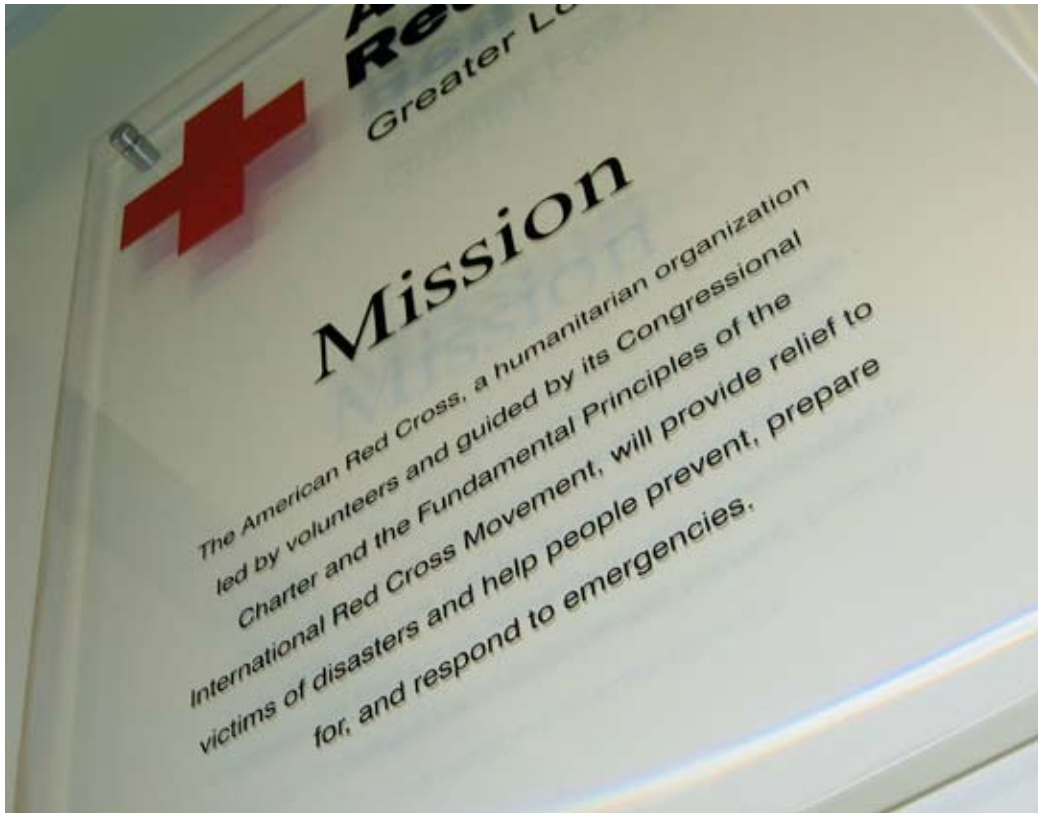 Greater
Mission
The American Red Cross, a humanitarian organization
led by volunteers and guided by its Congressional
Charter and the Fundamental Principles of the
International Red Cross Movement, will provide relief to
victims of disasters and help people prevent, prepare
for, and respond to emergencies.